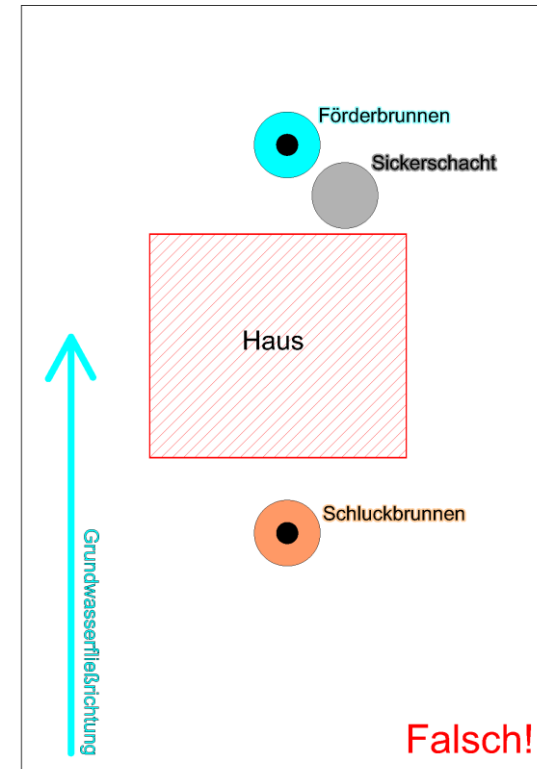 Förderbrunnen
Sickerschacht
Haus
Schluckbrunnen
Grundwasserfließrichtung
Falsch!